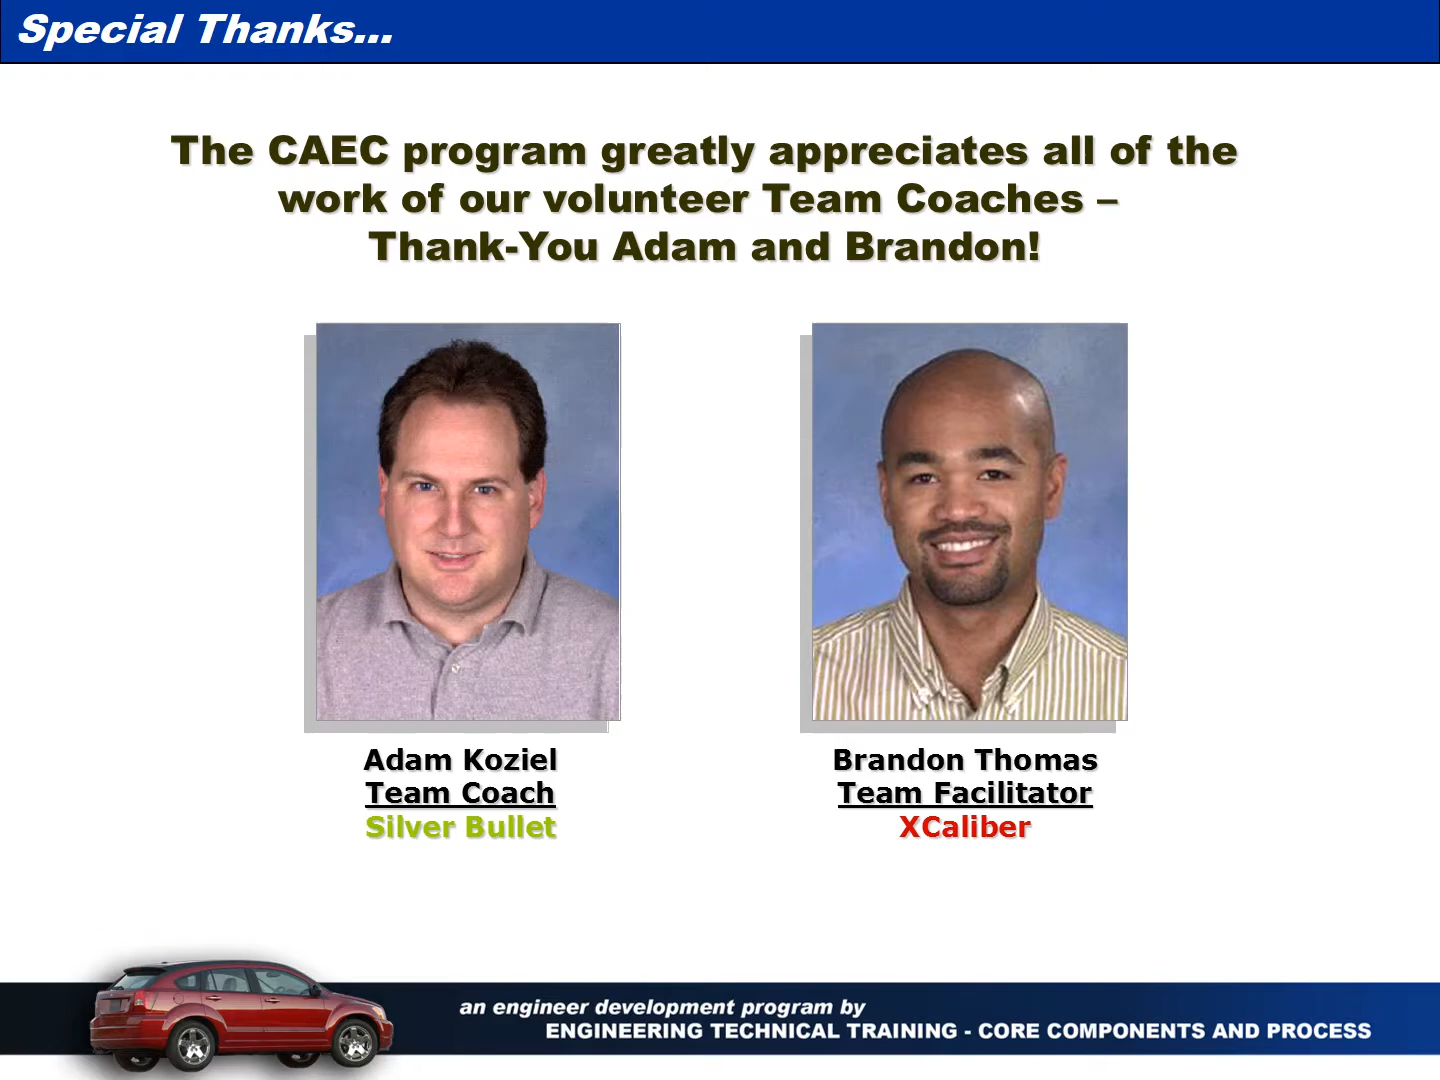 Special Thanks...
The CAEC program greatly appreciates all of the
work of our volunteer Team Coaches –
Thank-You Adam and Brandon!
Adam Koziel
Team Coach
Silver Bullet
Brandon Thomas
Team Facilitator
XCaliber
an engineer development program by
ENGINEERING TECHNICAL TRAINING - CORE COMPONENTS AND PROCESS